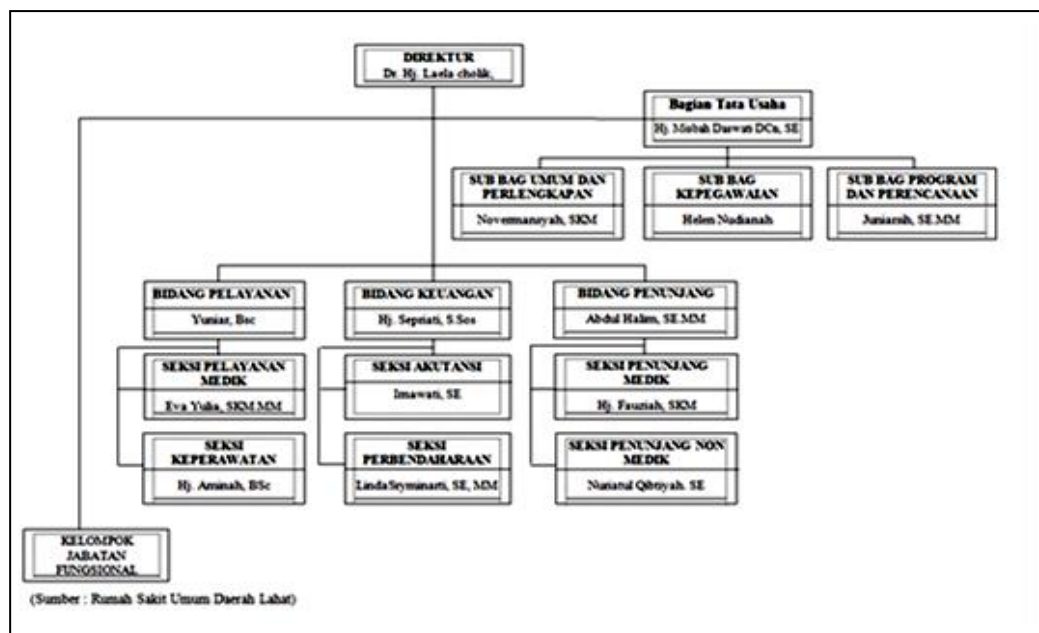 DIREKTUR
Dr. Hj. Laela cholik,
Bagian Tata Usaha
Hj. Misbah Daswati DCn, SE
SUB BAG UMUM DAN
PERLENGKAPAN
Novermansyah, SKM
SUB BAG
KEPEGAWAIAN
Helen Nudianah
SUB BAG PROGRAM
DAN PERENCANAAN
Juniarsih, SE.MM
BIDANG PELAYANAN
Yuniar, Bsc
BIDANG KEUANGAN
Hj. Sepriati, S.Sos
BIDANG PENUNJANG
Abdul Halim, SE.MM
SEKSI PELAYANAN
MEDIK
Eva Yulia, SKM.MM
SEKSI AKUTANSI
Irnawati, SE
SEKSI PENUNJANG
MEDIK
Hj. Fauziah, SKM
SEKSI
KEPERAWATAN
Hj. Aminah, BSc
SEKSI
PERBENDAHARAAN
Linda Sryminarti, SE, MM
SEKSI PENUNJANG NON
MEDIK
Nuriatul Qibtiyah. SE
KELOMPOK
JABATAN
FUNGSIONAL
(Sumber : Rumah Sakit Umum Daerah Lahat)